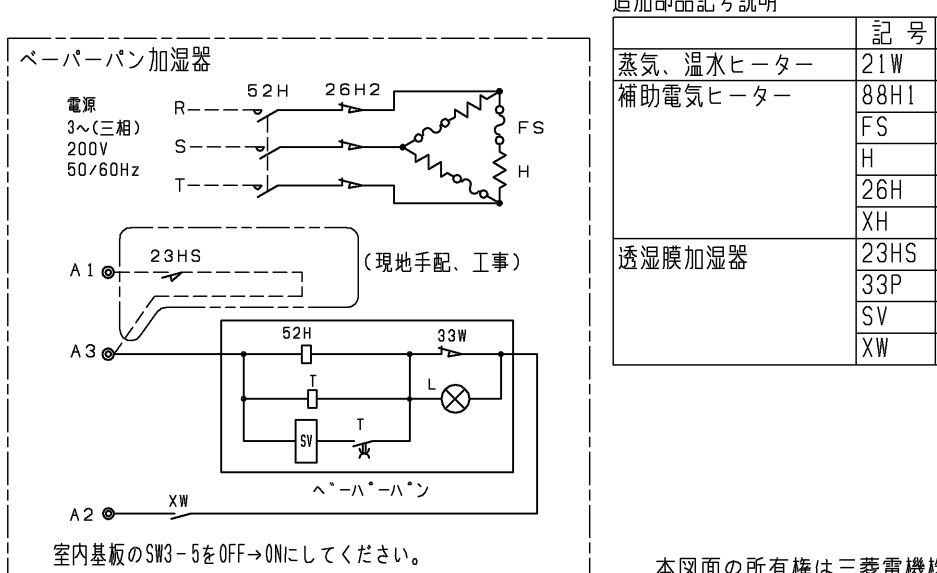 追加部品記号説明
ベーパーパン加湿器
電源
3~(三相)
200V
50/60Hz
R
S
T
52H
26H2
FS
H
A1
23HS
(現地手配、工事)
A3
52H
33W
T
L
SV
T
ベーパーパン
A2
XW
室内基板のSW3-5をOFF→ONにしてください。
記 号
蒸気、温水ヒーター 21W
補助電気ヒーター 88H1
FS
H
26H
XH
透湿膜加湿器 23HS
33P
SV
XW
本図面の所有権は三菱電機